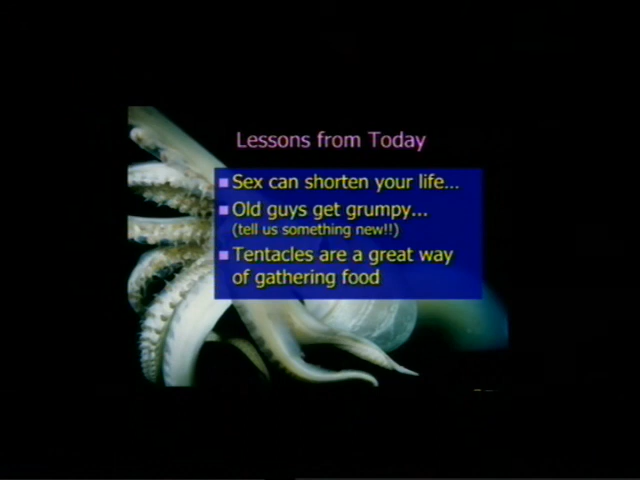 Lessons from Today
Sex can shorten your life...
Old guys get grumpy...
(tell us something new!!)
Tentacles are a great way
of gathering food